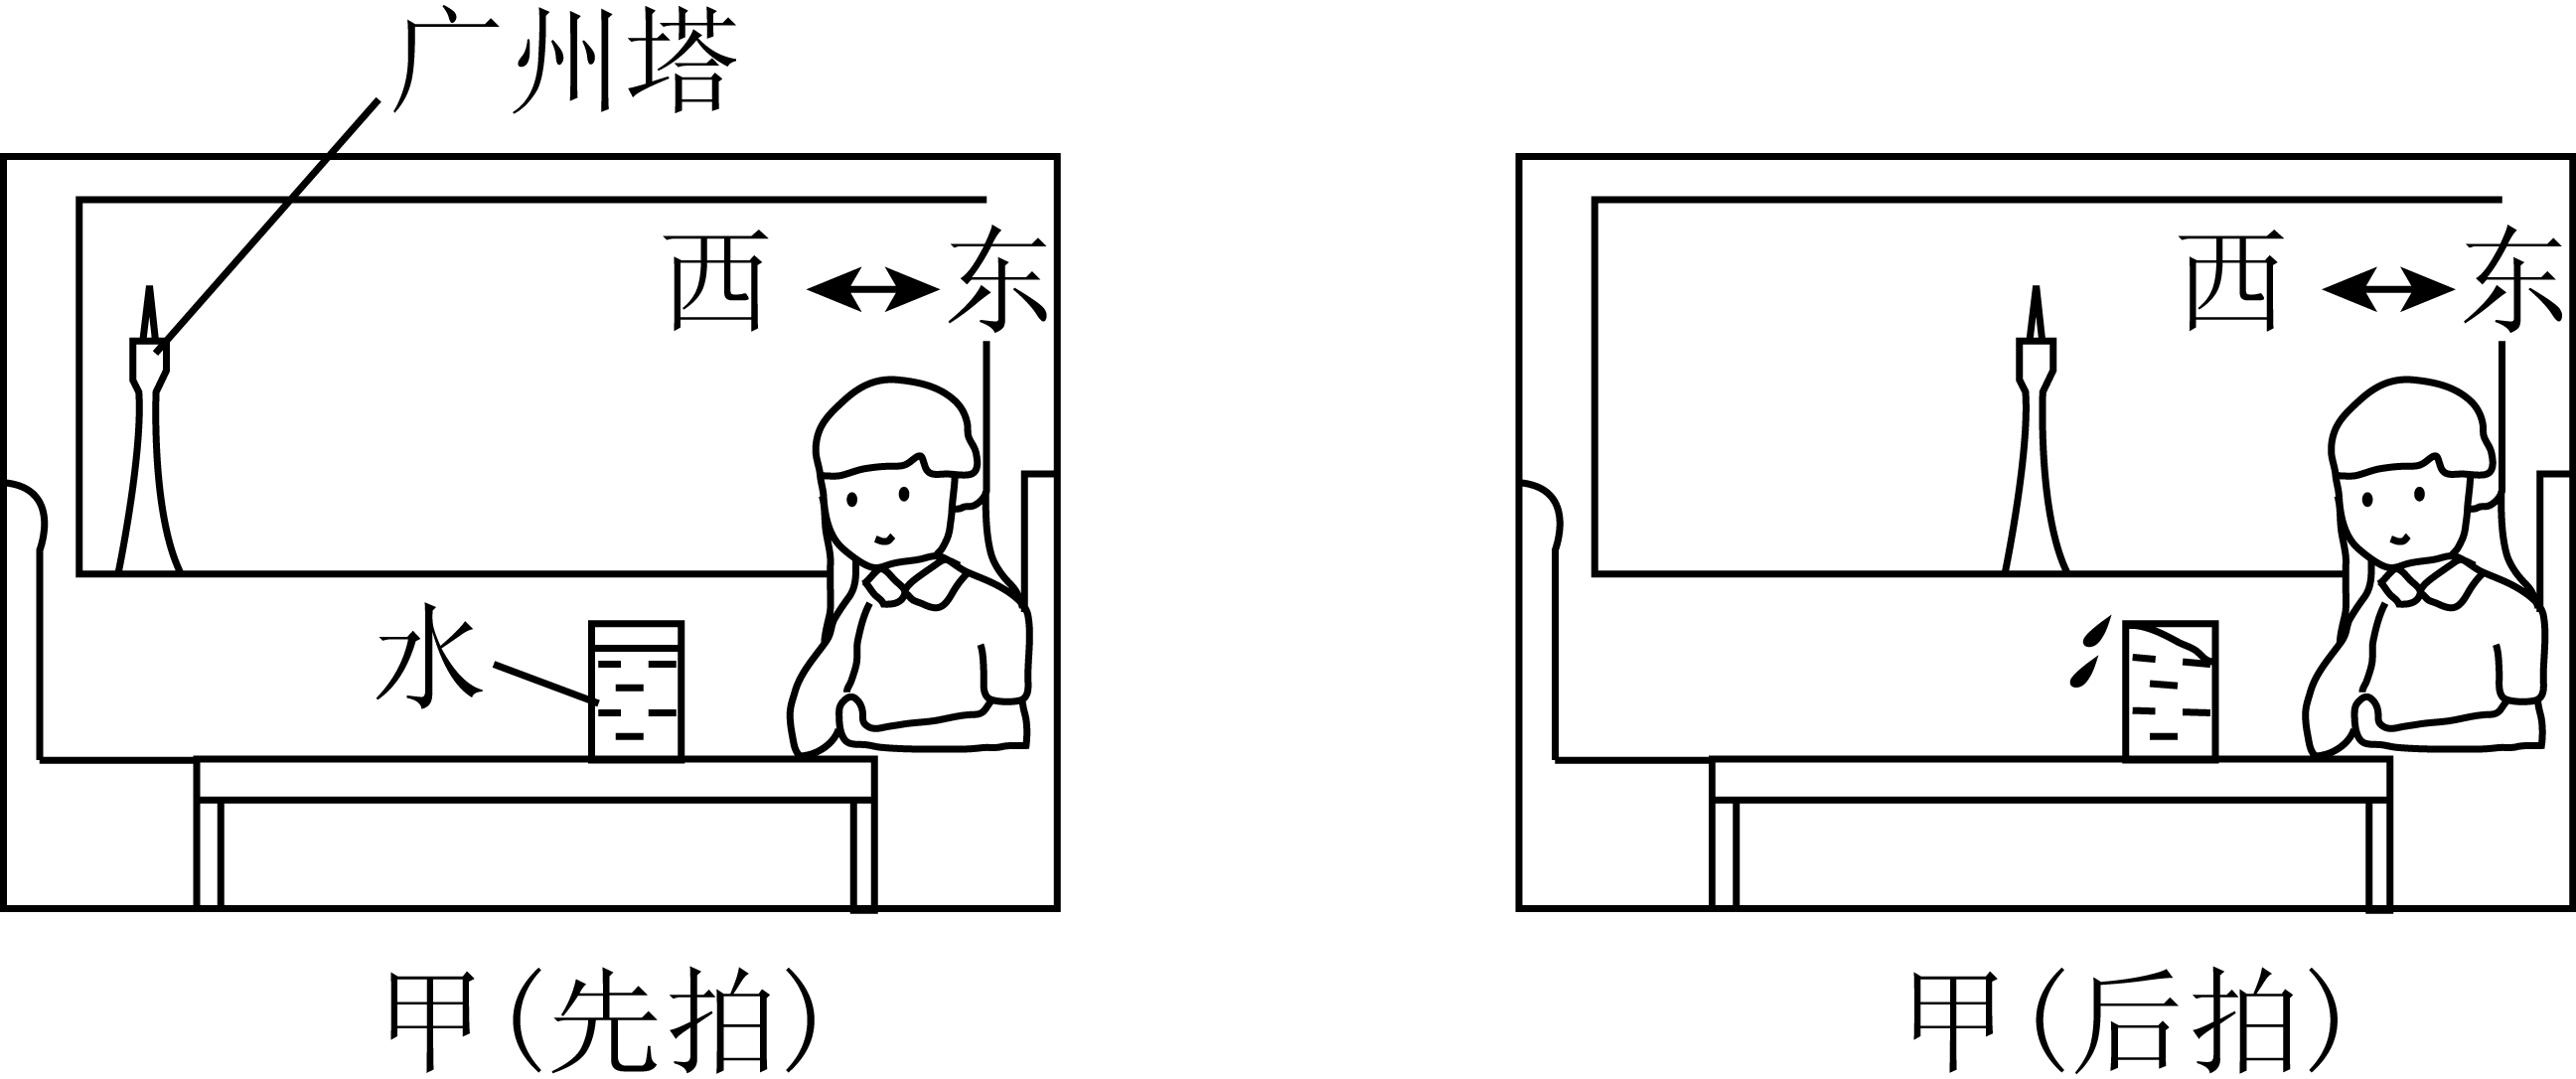 广州塔
西 东
西 东
水
甲(先拍)
甲(后拍)